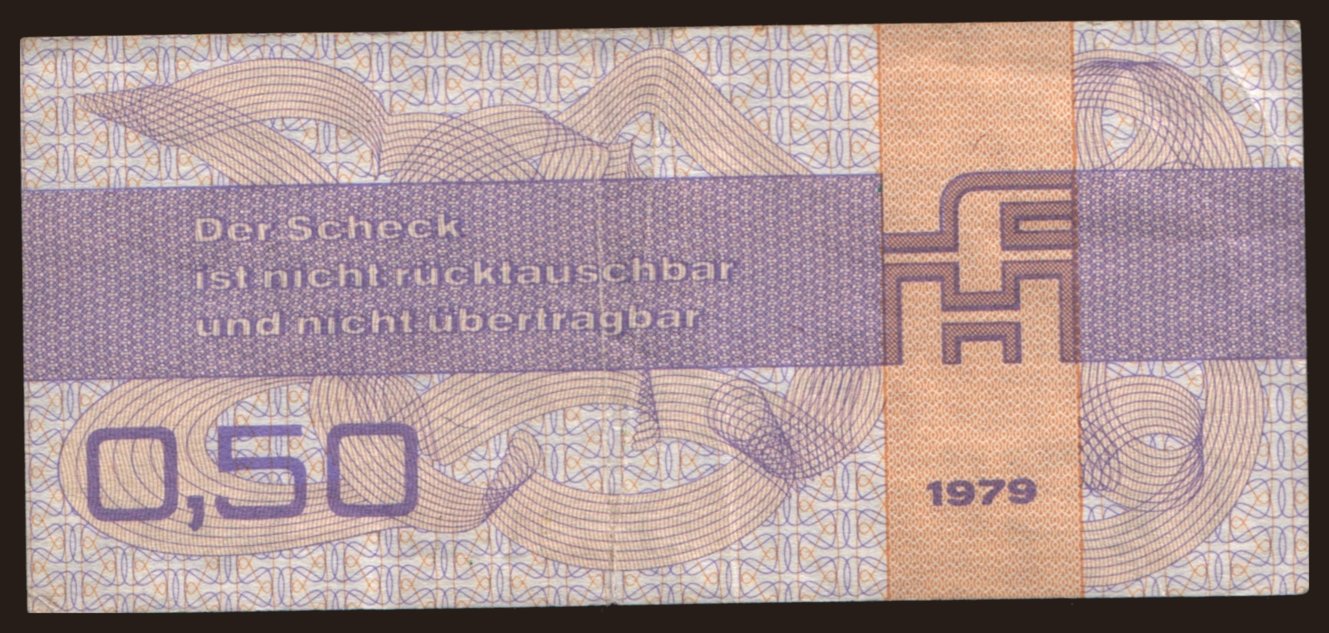 Der Scheck
ist nicht rücktauschbar
und nicht übertragbar
0,50
1979